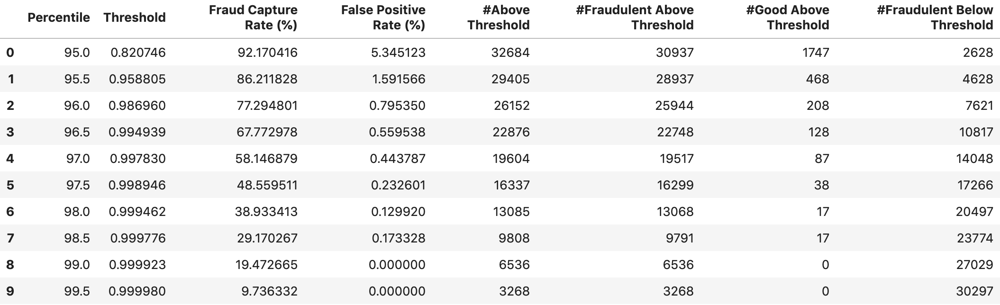 Percentile Threshold Fraud Capture Rate (%) False Positive Rate (%) #Above Threshold #Fraudulent Above Threshold #Good Above Threshold #Fraudulent Below Threshold
0 95.0 0.820746 92.170416 5.345123 32684 30937 1747 2628
1 95.5 0.958805 86.211828 1.591566 29405 28937 468 4628
2 96.0 0.986960 77.294801 0.795350 26152 25944 208 7621
3 96.5 0.994939 67.772978 0.559538 22876 22748 128 10817
4 97.0 0.997830 58.146879 0.443787 19604 19517 87 14048
5 97.5 0.998946 48.559511 0.232601 16337 16299 38 17266
6 98.0 0.999462 38.933413 0.129920 13085 13068 17 20497
7 98.5 0.999776 29.170267 0.173328 9808 9791 17 23774
8 99.0 0.999923 19.472665 0.000000 6536 6536 0 27029
9 99.5 0.999980 9.736332 0.000000 3268 3268 0 30297